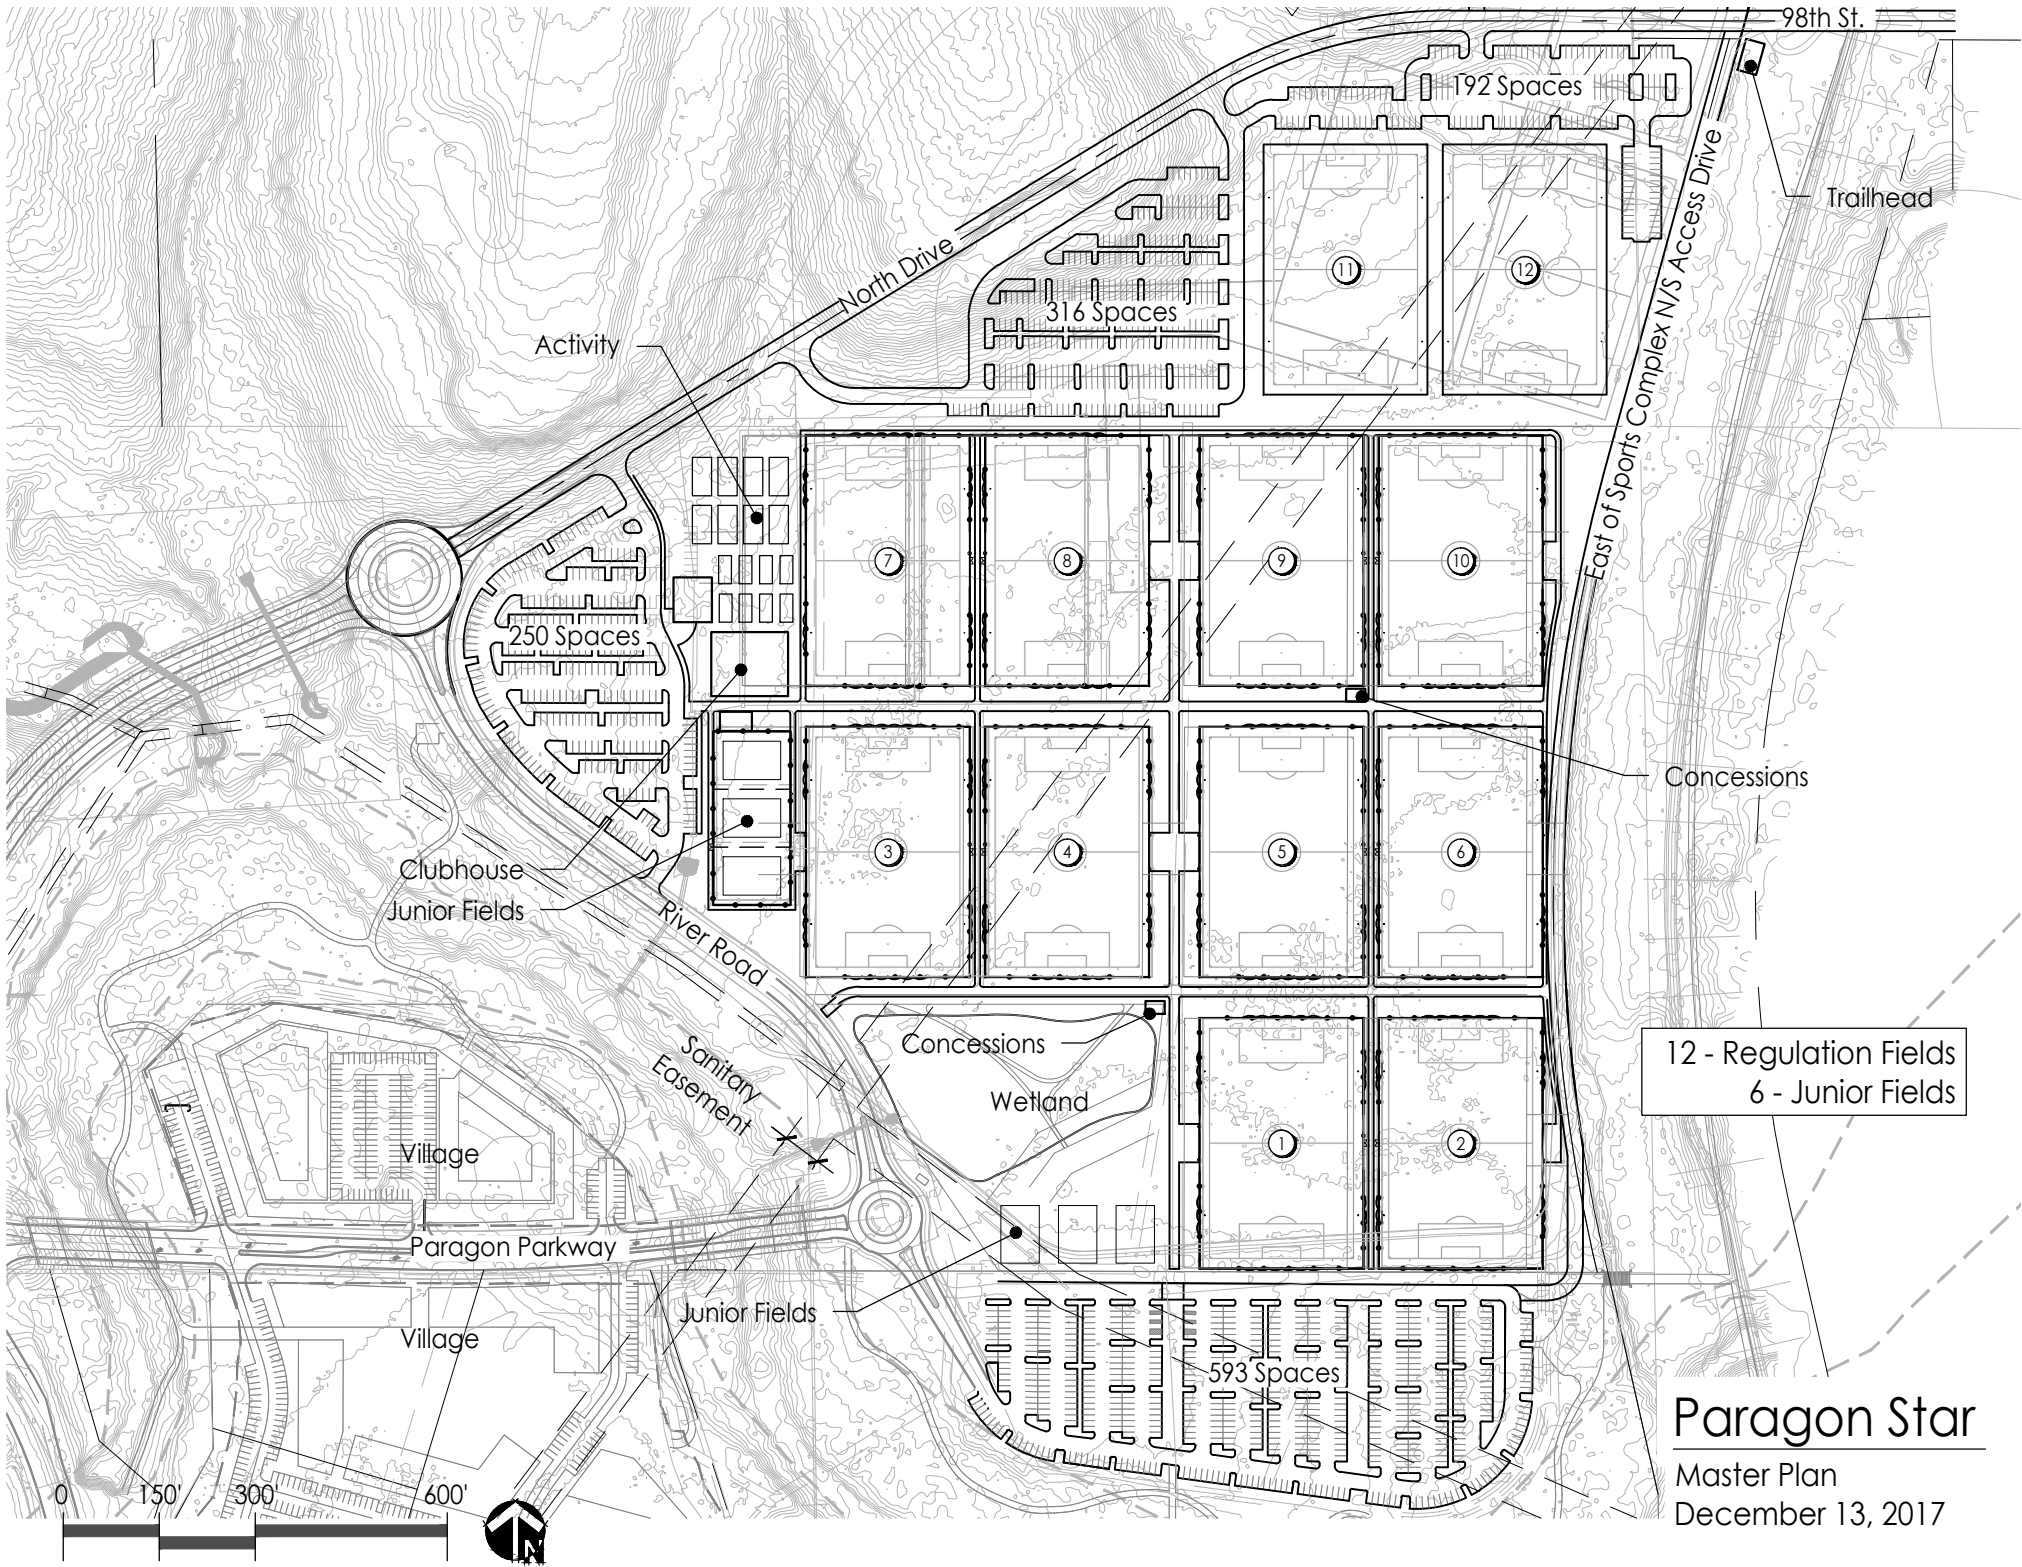 98th St.
192 Spaces
East of Sports Complex N/S Access Drive
Trailhead
North Drive
11
12
316 Spaces
Activity
7
8
9
10
250 Spaces
Concessions
3
4
5
6
Clubhouse
Junior Fields
River Road
Sanitary
Easement
Concessions
Wetland
12 - Regulation Fields
6 - Junior Fields
1
2
Village
Paragon Parkway
Junior Fields
Village
593 Spaces
Paragon Star
Master Plan
December 13, 2017
0
150'
300
600'
N